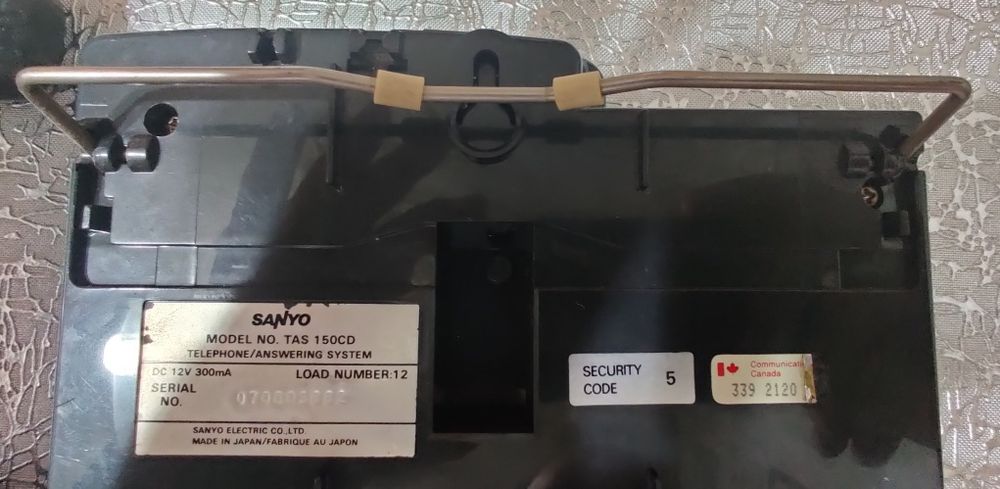 SANYO
MODEL NO. TAS 150CD
TELEPHONE/ANSWERING SYSTEM
DC 12V 300mA LOAD NUMBER:12
SERIAL
NO.
SANYO ELECTRIC CO.,LTD.
MADE IN JAPAN/FABRIQUE AU JAPON
SECURITY
CODE 5
Canada
339 2120